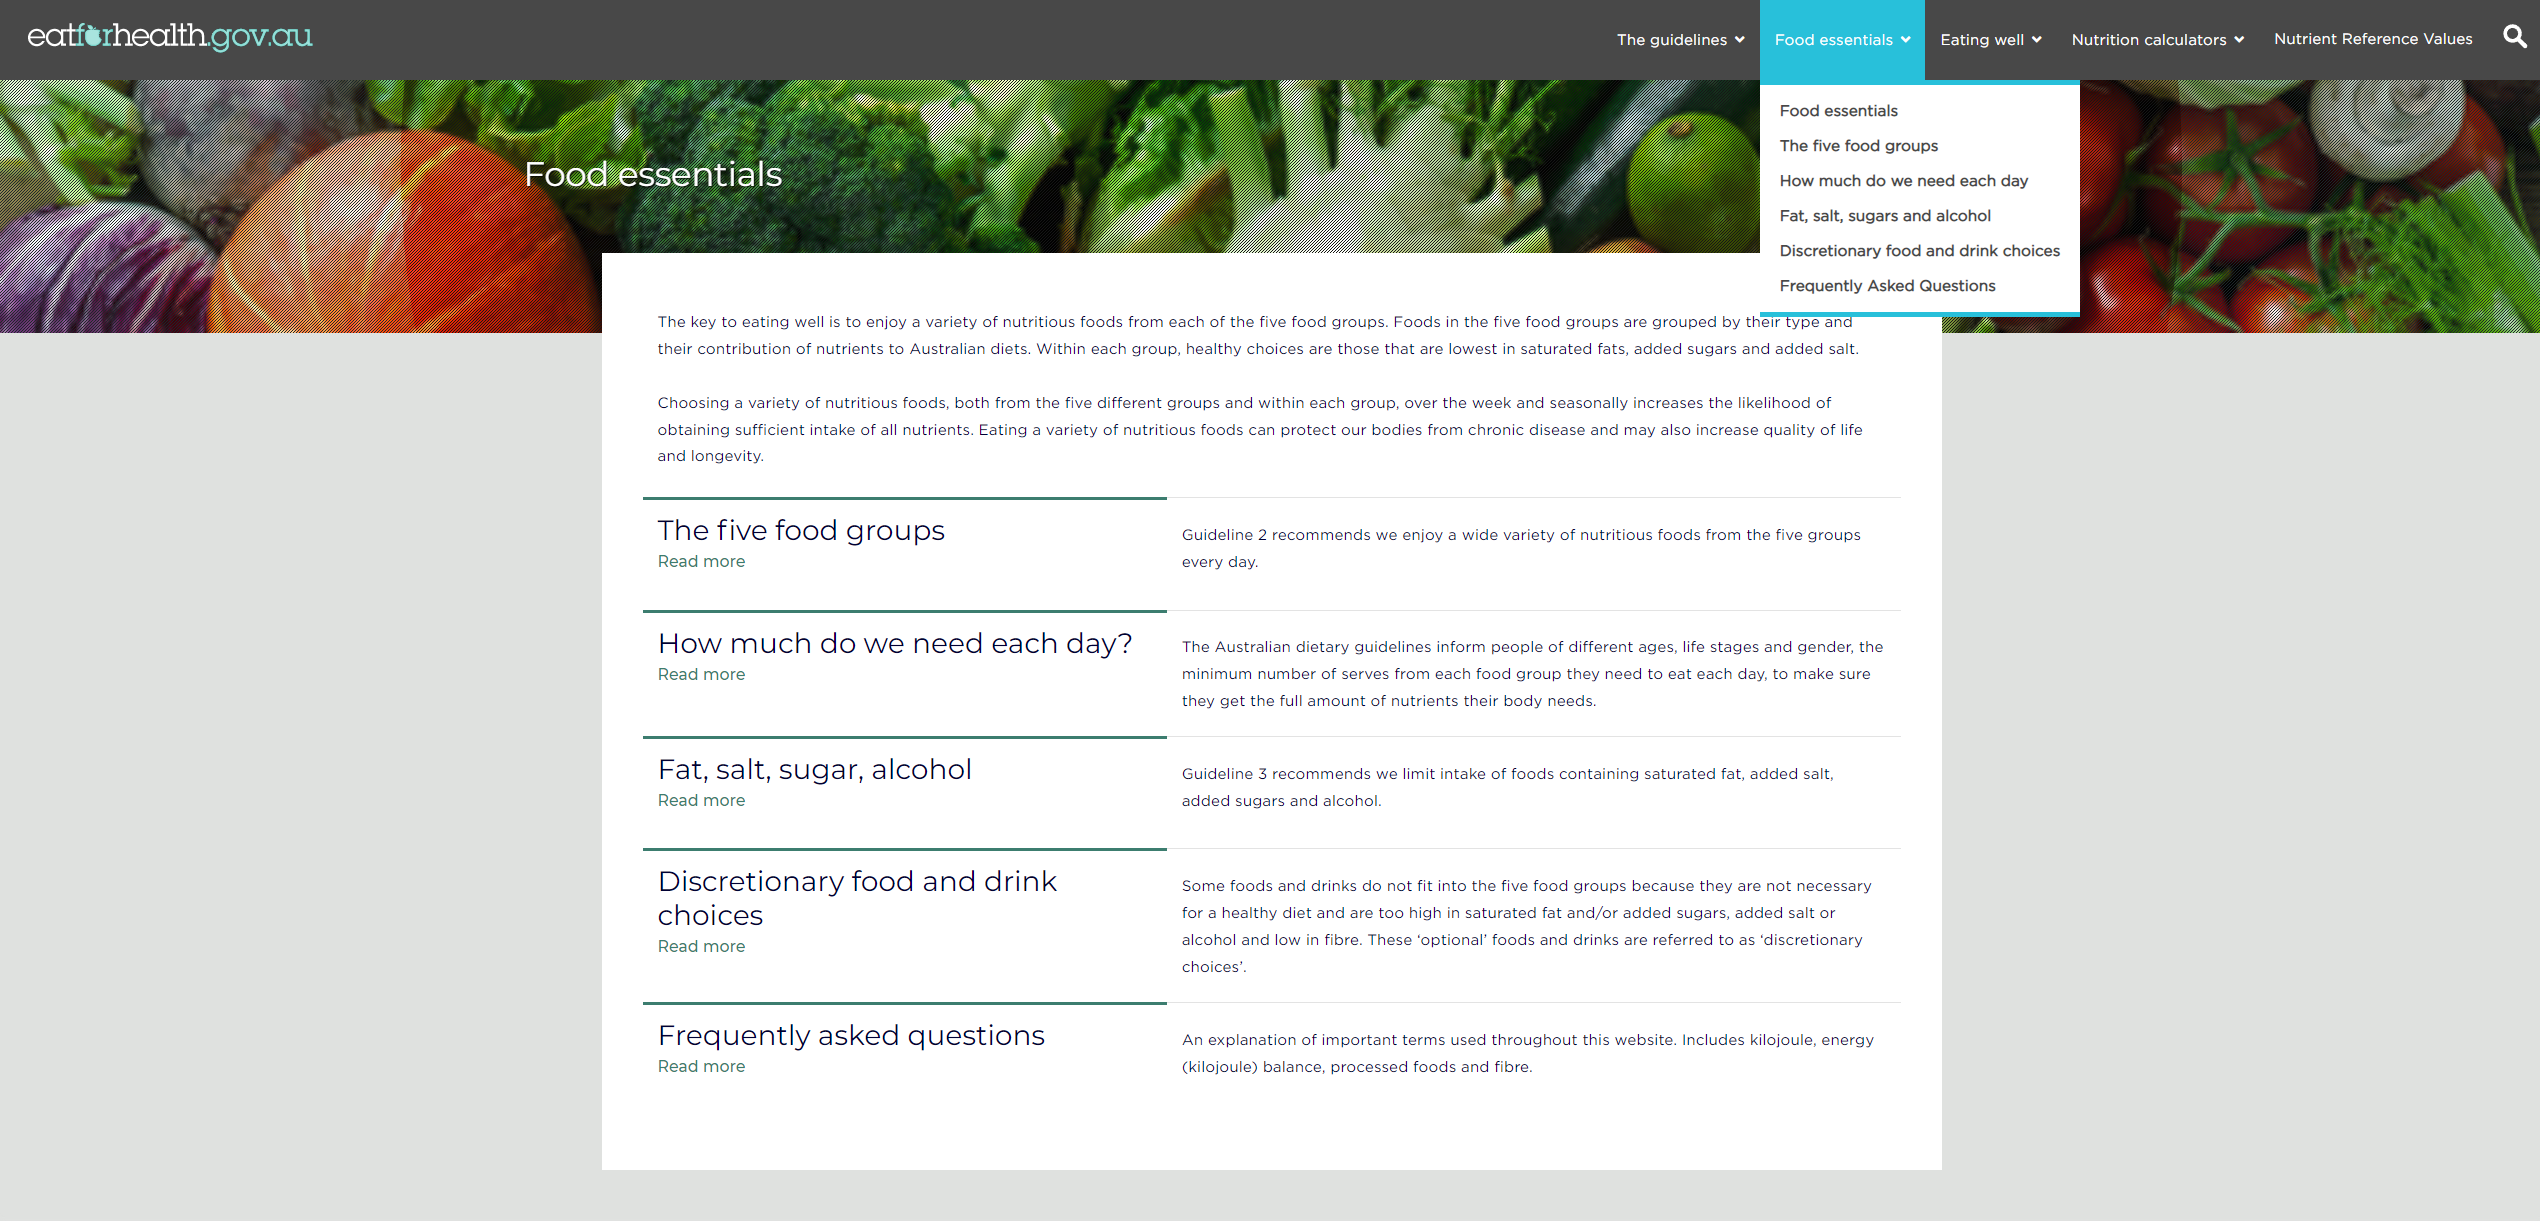 eatforhealth.gov.au
The guidelines
Food essentials
Eating well
Nutrition calculators
Nutrient Reference Values
Food essentials
The five food groups
How much do we need each day
Fat, salt, sugars and alcohol
Discretionary food and drink choices
Frequently Asked Questions
Food essentials
The key to eating well is to enjoy a variety of nutritious foods from each of the five food groups. Foods in the five food groups are grouped by their type and
their contribution of nutrients to Australian diets. Within each group, healthy choices are those that are lowest in saturated fats, added sugars and added salt.
Choosing a variety of nutritious foods, both from the five different groups and within each group, over the week and seasonally increases the likelihood of
obtaining sufficient intake of all nutrients. Eating a variety of nutritious foods can protect our bodies from chronic disease and may also increase quality of life
and longevity.
The five food groups
Read more
Guideline 2 recommends we enjoy a wide variety of nutritious foods from the five groups
every day.
How much do we need each day?
Read more
The Australian dietary guidelines inform people of different ages, life stages and gender, the
minimum number of serves from each food group they need to eat each day, to make sure
they get the full amount of nutrients their body needs.
Fat, salt, sugar, alcohol
Read more
Guideline 3 recommends we limit intake of foods containing saturated fat, added salt,
added sugars and alcohol.
Discretionary food and drink
choices
Read more
Some foods and drinks do not fit into the five food groups because they are not necessary
for a healthy diet and are too high in saturated fat and/or added sugars, added salt or
alcohol and low in fibre. These ‘optional’ foods and drinks are referred to as ‘discretionary
choices’.
Frequently asked questions
Read more
An explanation of important terms used throughout this website. Includes kilojoule, energy
(kilojoule) balance, processed foods and fibre.